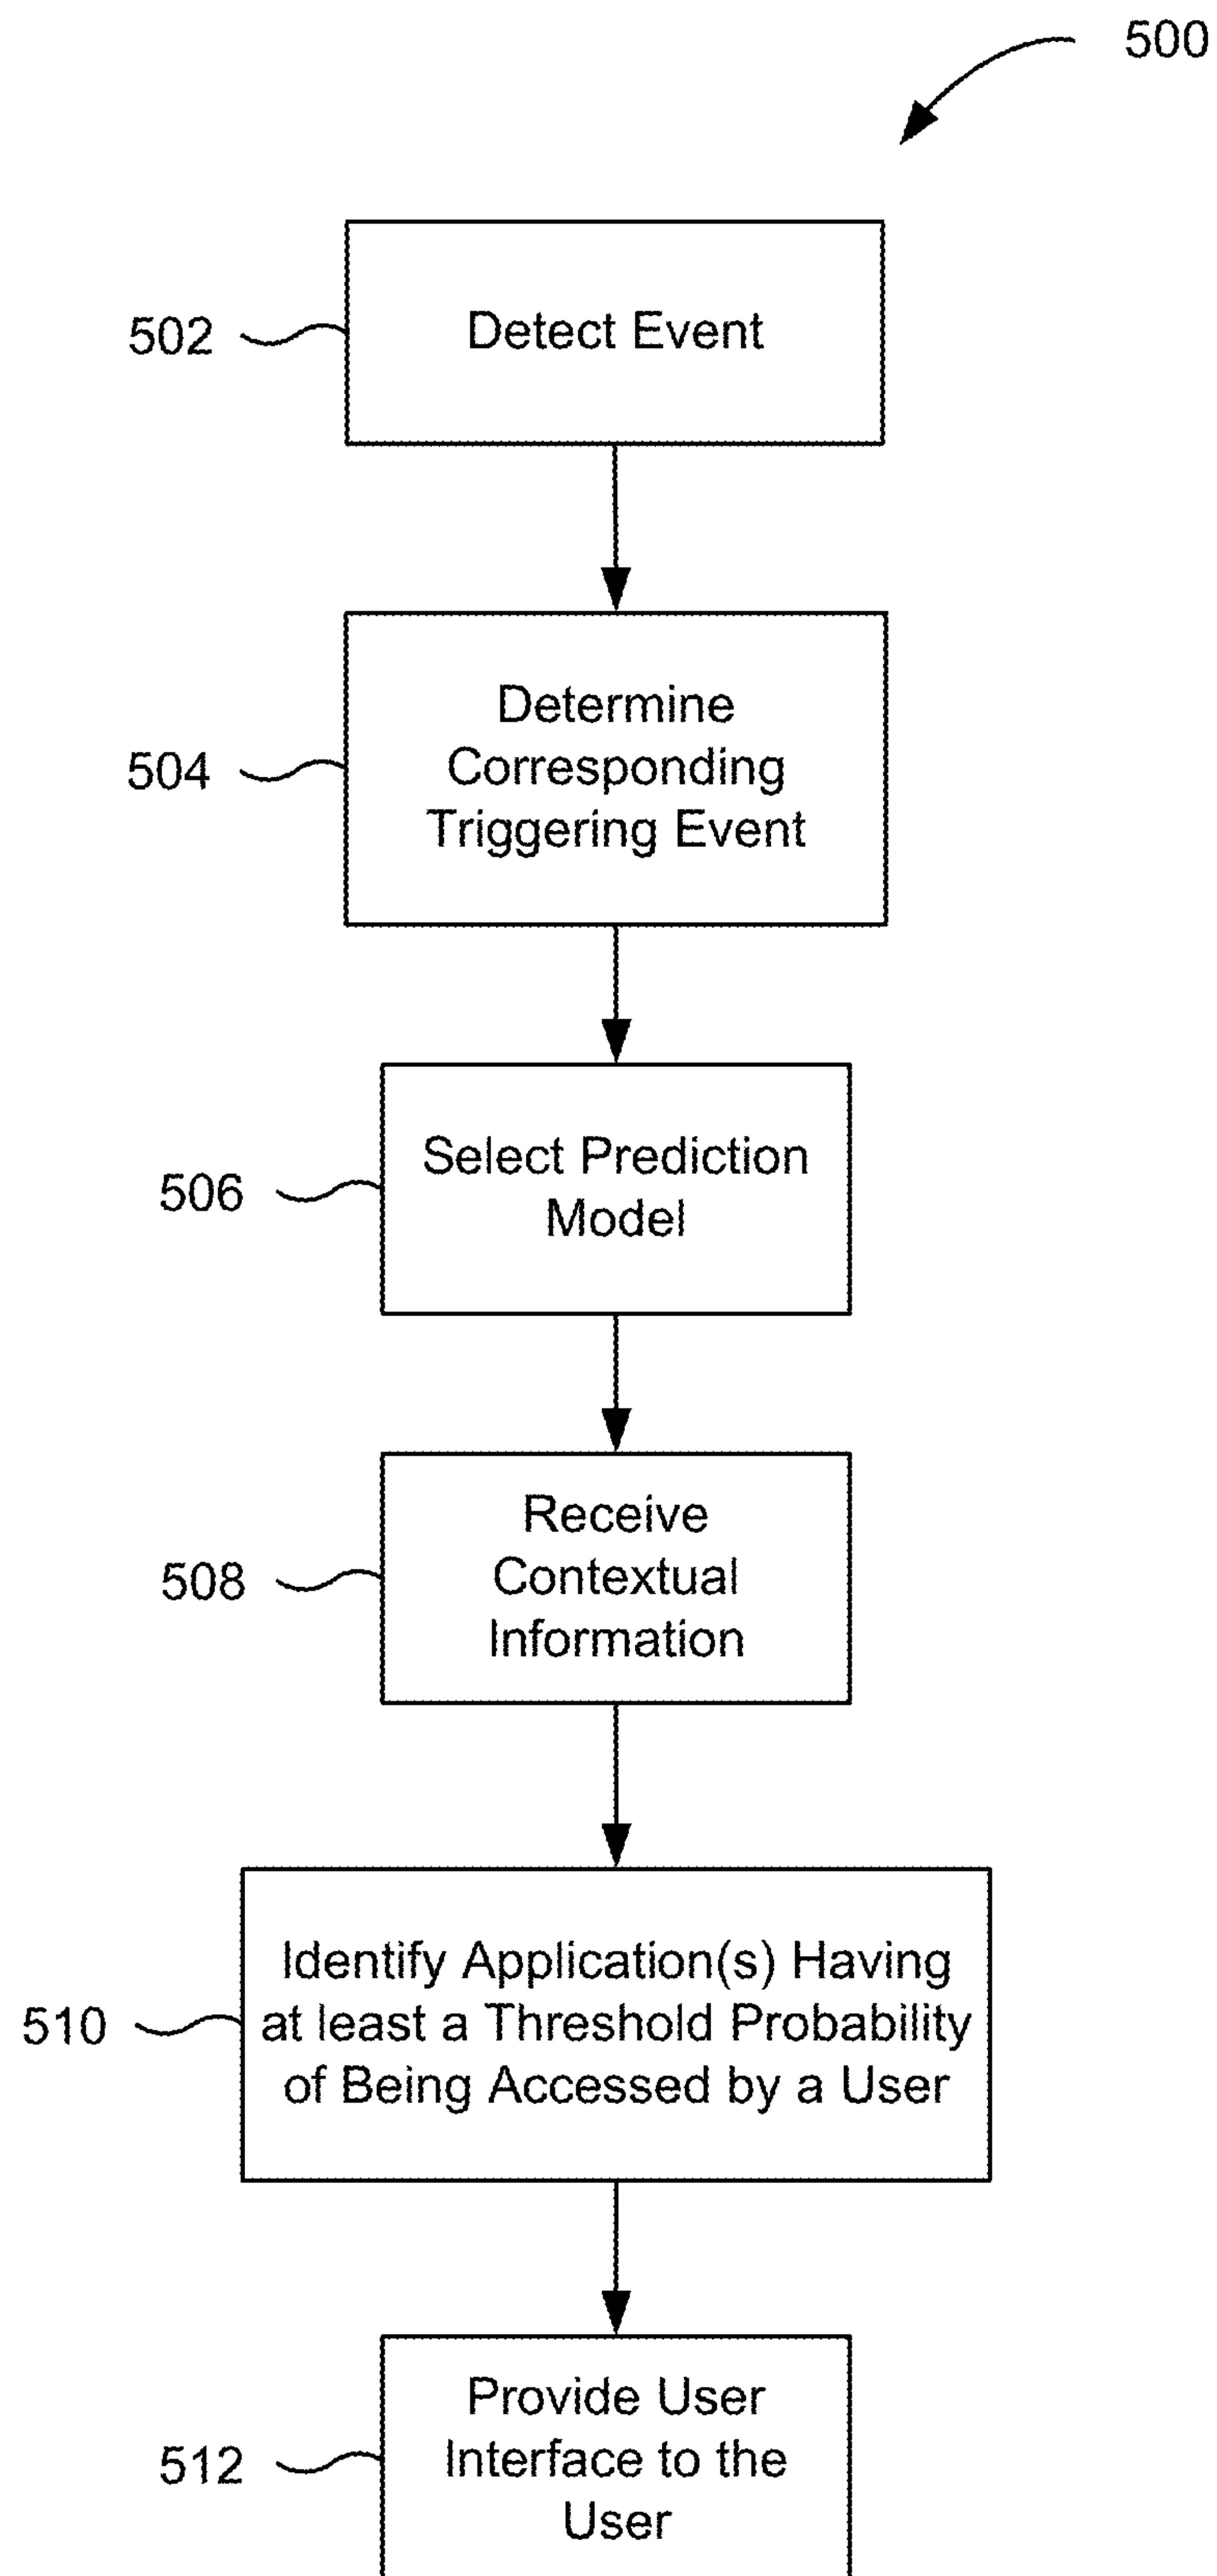 500
502
Detect Event
504
Determine
Corresponding
Triggering Event
506
Select Prediction
Model
508
Receive
Contextual
Information
510
Identify Application(s) Having
at least a Threshold Probability
of Being Accessed by a User
512
Provide User
Interface to the
User